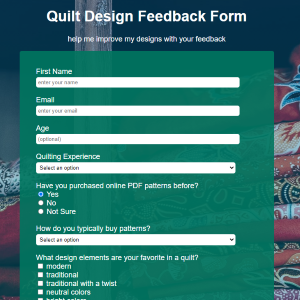 Quilt Design Feedback Form
help me improve my designs with your feedback
First Name
enter your name
Email
enter your email
Age
(optional)
Quilting Experience
Select an option
Have you purchased online PDF patterns before?
Yes
No
Not Sure
How do you typically buy patterns?
Select an option
What design elements are your favorite in a quilt?
modern
traditional
traditional with a twist
neutral colors
bright colors